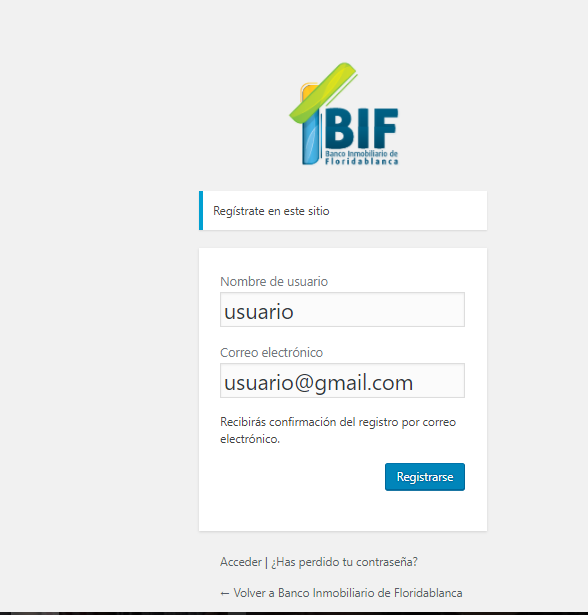 BIF
Banco Inmobiliario de
Floridablanca
Regístrate en este sitio
Nombre de usuario
usuario
Correo electrónico
usuario@gmail.com
Recibirás confirmación del registro por correo
electrónico.
Registrarse
Acceder | ¿Has perdido tu contraseña?
← Volver a Banco Inmobiliario de Floridablanca